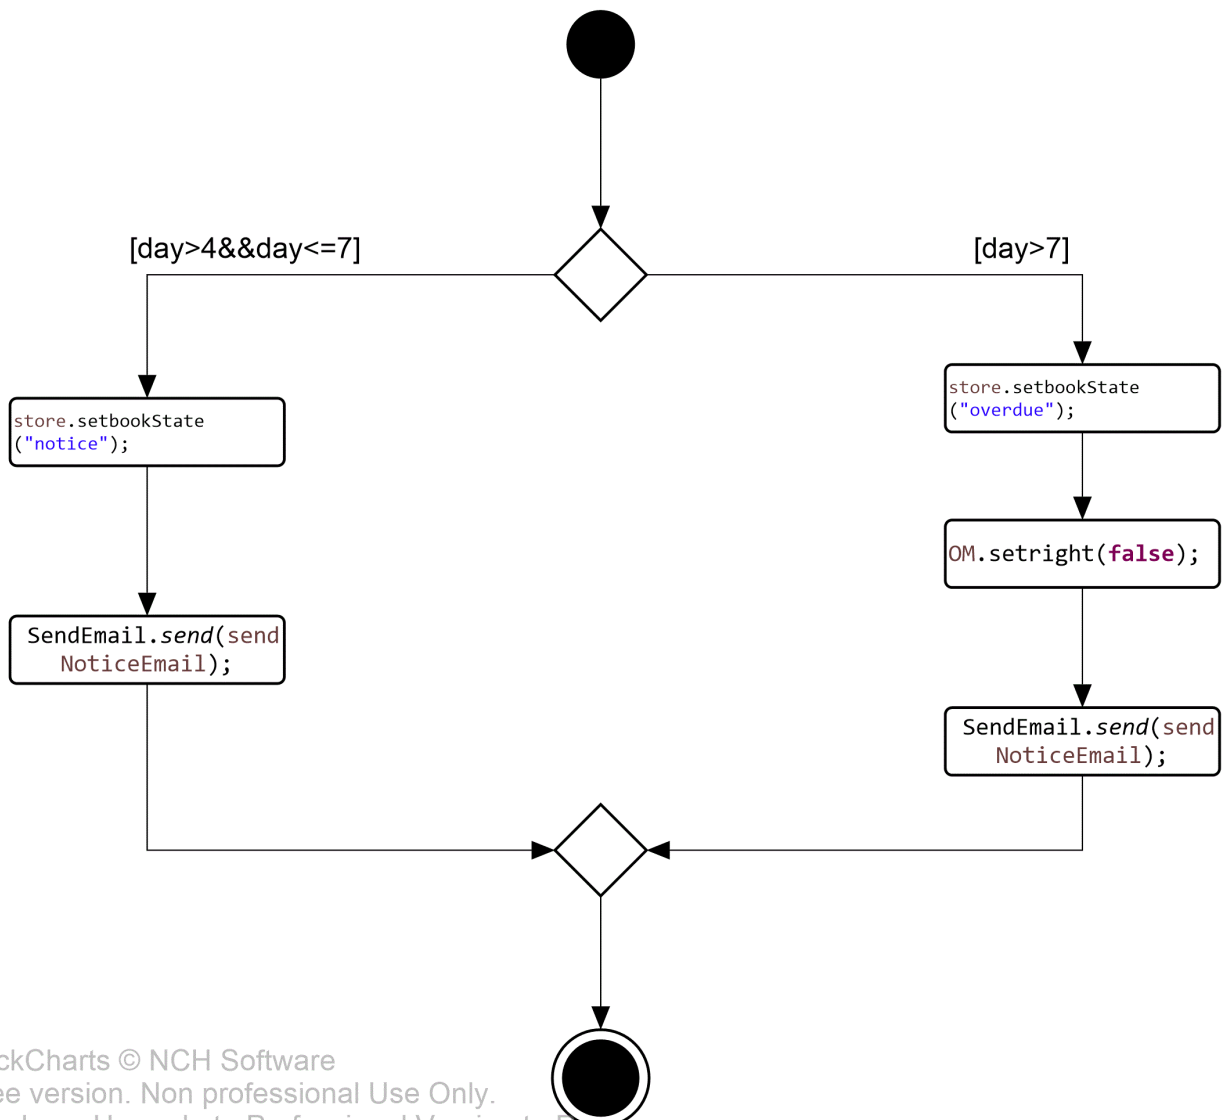 [day>4&&day<=7]
[day>7]
store.setbookState
("notice");
SendEmail.send(send
NoticeEmail);
store.setbookState
("overdue");
OM.setright(false);
SendEmail.send(send
NoticeEmail);
ckCharts © NCH Software
ee version. Non professional Use Only.